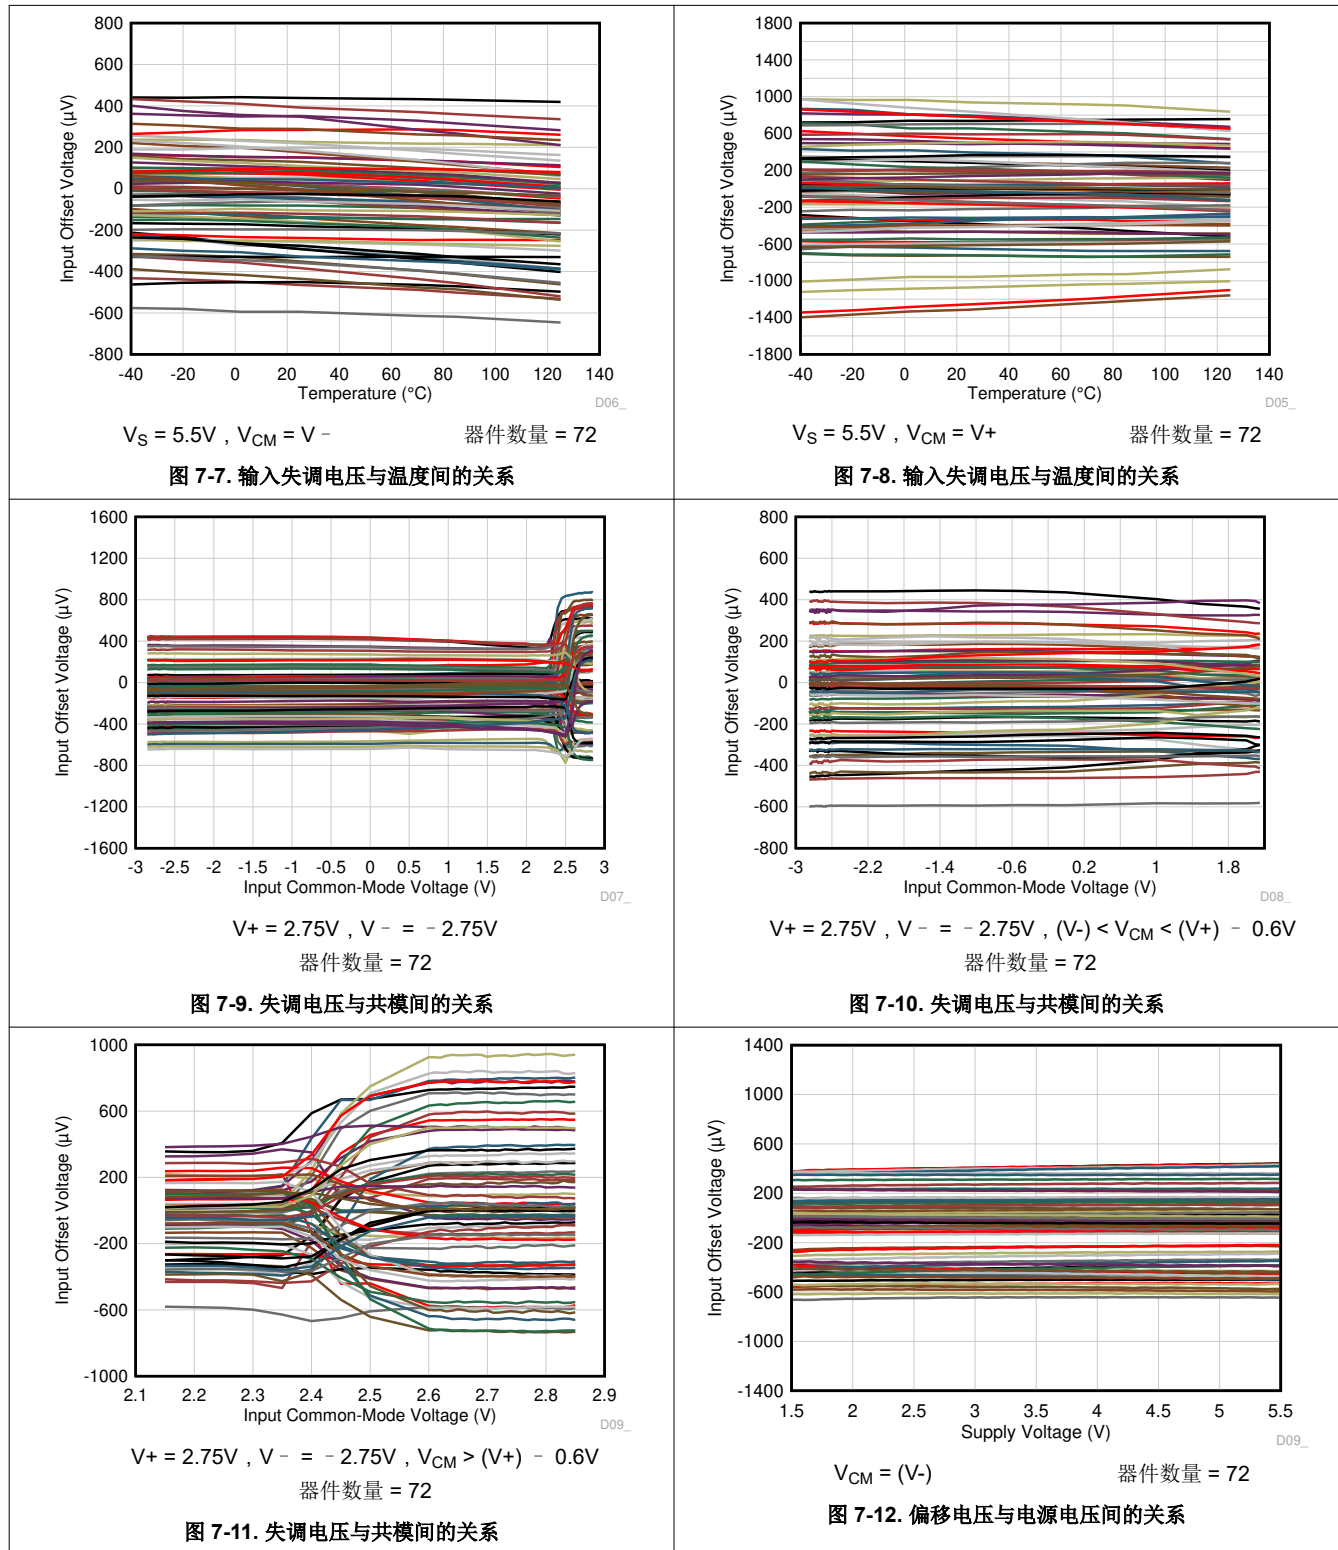 800
600
400
200
0
-200
-400
-600
-800
Input Offset Voltage (µV)
-40 -20 0 20 40 60 80 100 120 140
Temperature (°C)
D06_
VS = 5.5V , VCM = V - 器件数量 = 72
图 7-7. 输入失调电压与温度间的关系
1800
1400
1000
600
200
-200
-600
-1000
-1400
-1800
Input Offset Voltage (µV)
-40 -20 0 20 40 60 80 100 120 140
Temperature (°C)
D05_
VS = 5.5V , VCM = V+ 器件数量 = 72
图 7-8. 输入失调电压与温度间的关系
1600
1200
800
400
0
-400
-800
-1200
-1600
Input Offset Voltage (µV)
-3 -2.5 -2 -1.5 -1 -0.5 0 0.5 1 1.5 2 2.5 3
Input Common-Mode Voltage (V)
D07_
V+ = 2.75V , V - = - 2.75V
器件数量 = 72
图 7-9. 失调电压与共模间的关系
800
600
400
200
0
-200
-400
-600
-800
Input Offset Voltage (µV)
-3 -2.2 -1.4 -0.6 0.2 1 1.8
Input Common-Mode Voltage (V)
D08_
V+ = 2.75V , V - = - 2.75V , (V-) < VCM < (V+) - 0.6V
器件数量 = 72
图 7-10. 失调电压与共模间的关系
1000
600
200
-200
-600
-1000
Input Offset Voltage (µV)
2.1 2.2 2.3 2.4 2.5 2.6 2.7 2.8 2.9
Input Common-Mode Voltage (V)
D09_
V+ = 2.75V , V - = - 2.75V , VCM > (V+) - 0.6V
器件数量 = 72
图 7-11. 失调电压与共模间的关系
1400
1000
600
200
-200
-600
-1000
-1400
Input Offset Voltage (µV)
1.5 2 2.5 3 3.5 4 4.5 5 5.5
Supply Voltage (V)
D09_
VCM = (V-) 器件数量 = 72
图 7-12. 偏移电压与电源电压间的关系